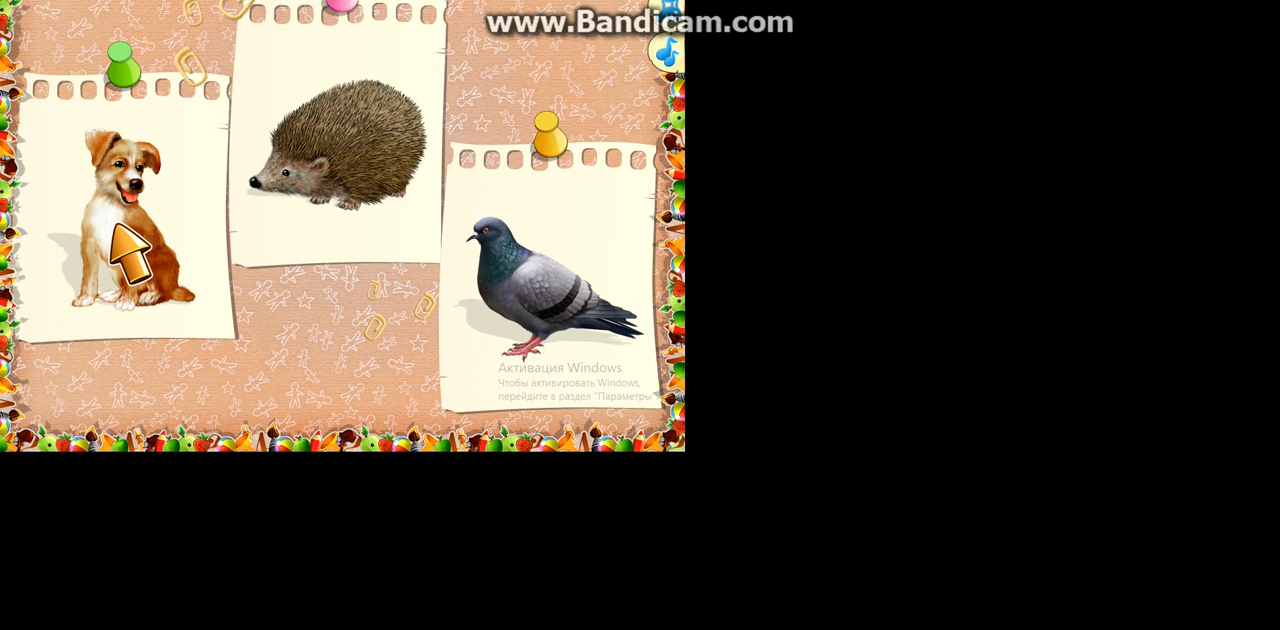 www.Bandicam.com
Активация Windows
Чтобы активировать Windows,
перейдите в раздел "Параметры